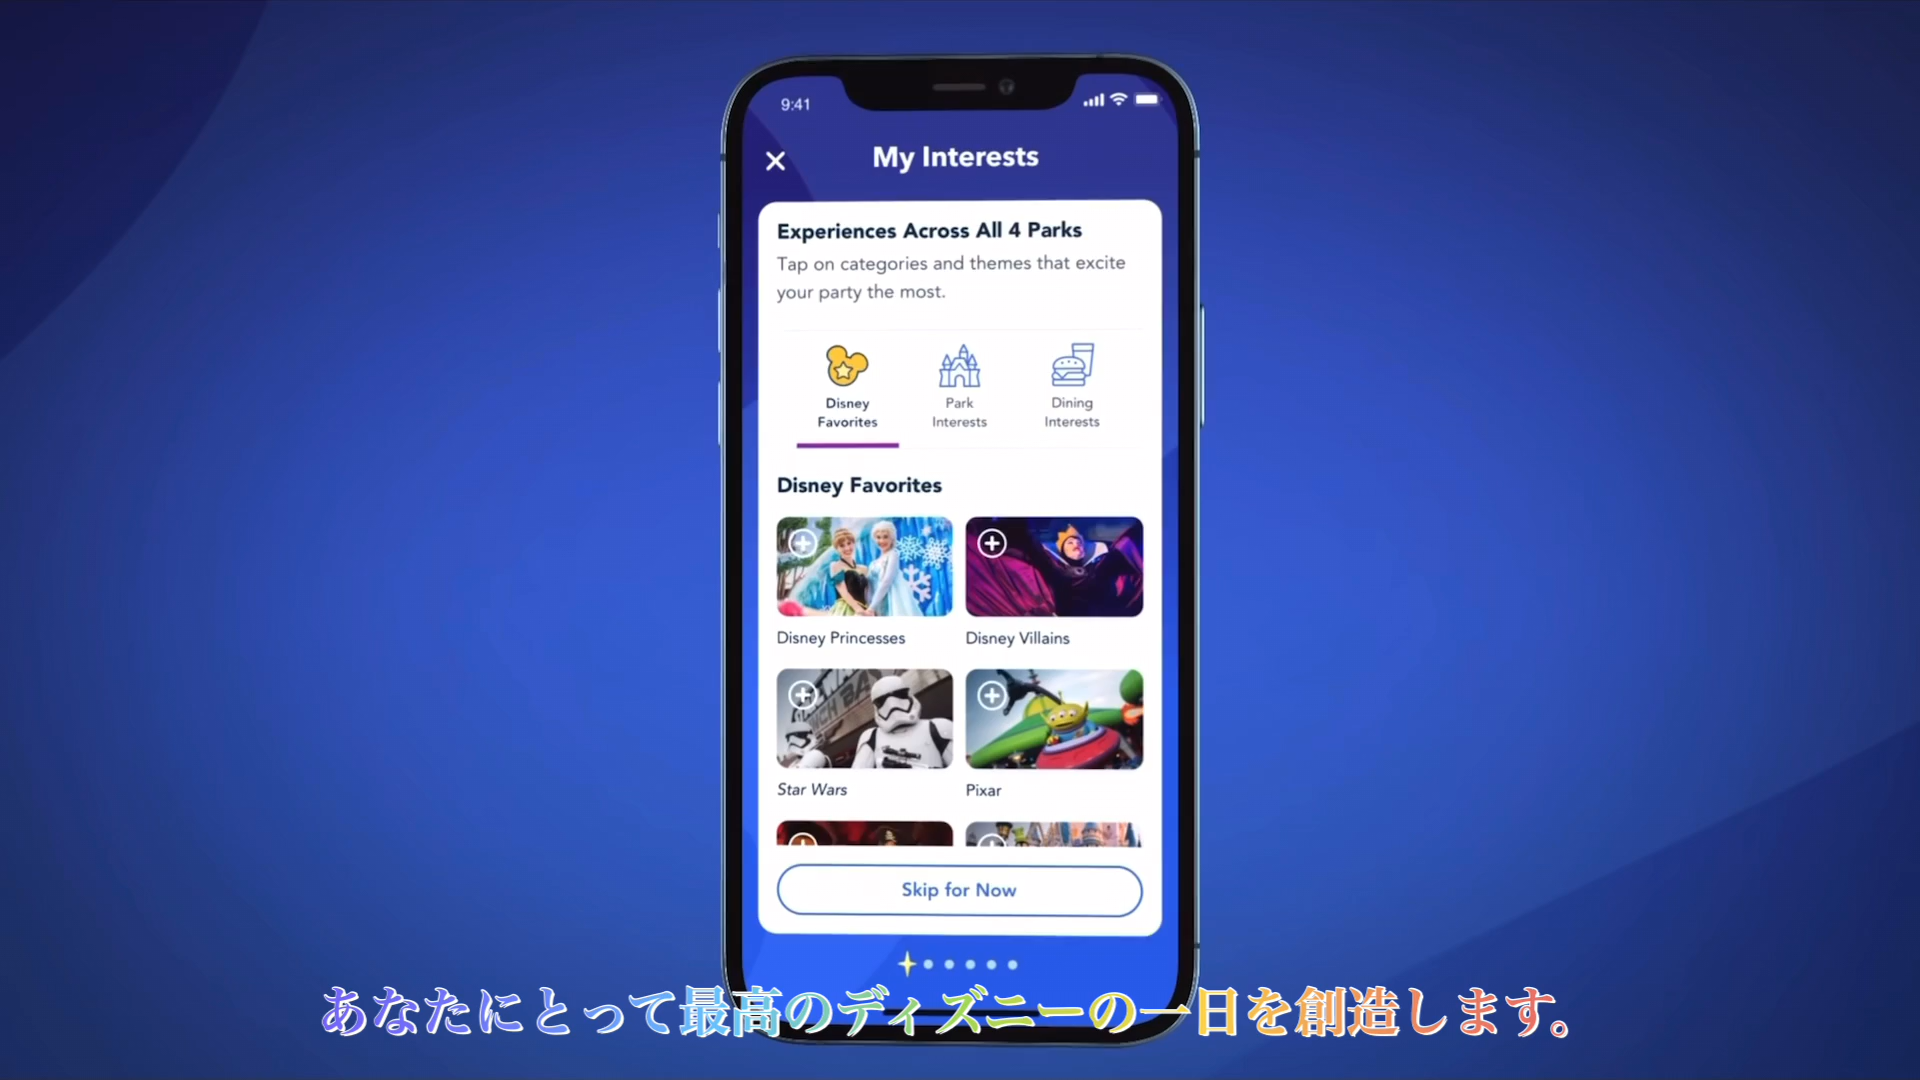 9:41
My Interests
Experiences Across All 4 Parks
Tap on categories and themes that excite
your party the most.
Disney
Favorites
Park
Interests
Dining
Interests
Disney Favorites
Disney Princesses
Disney Villains
Star Wars
Pixar
Skip for Now
あなたにとって最高のディズニーの一日を創造します。